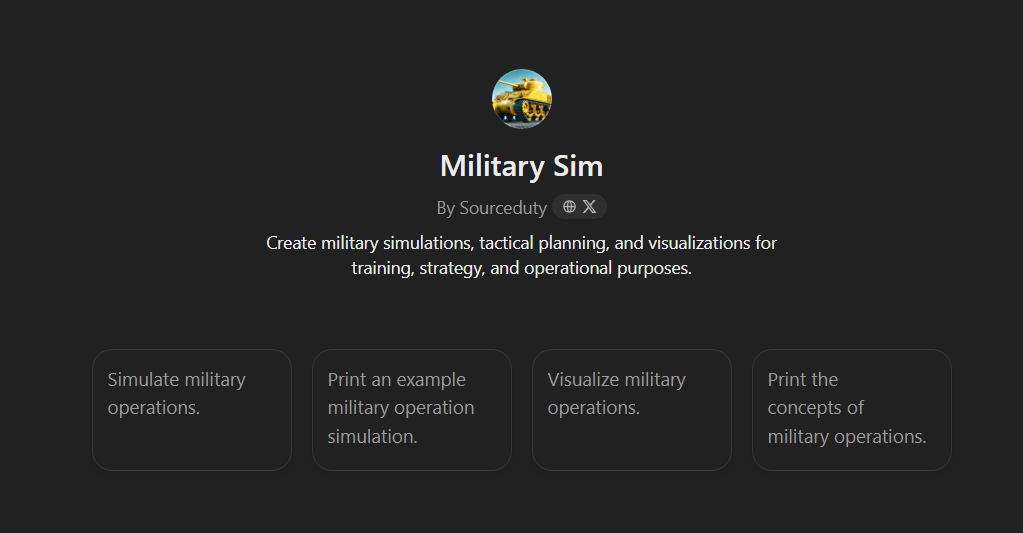 Military Sim
By Sourceduty
Create military simulations, tactical planning, and visualizations for
training, strategy, and operational purposes.
Simulate military
operations.
Print an example
military operation
simulation.
Visualize military
operations.
Print the
concepts of
military operations.